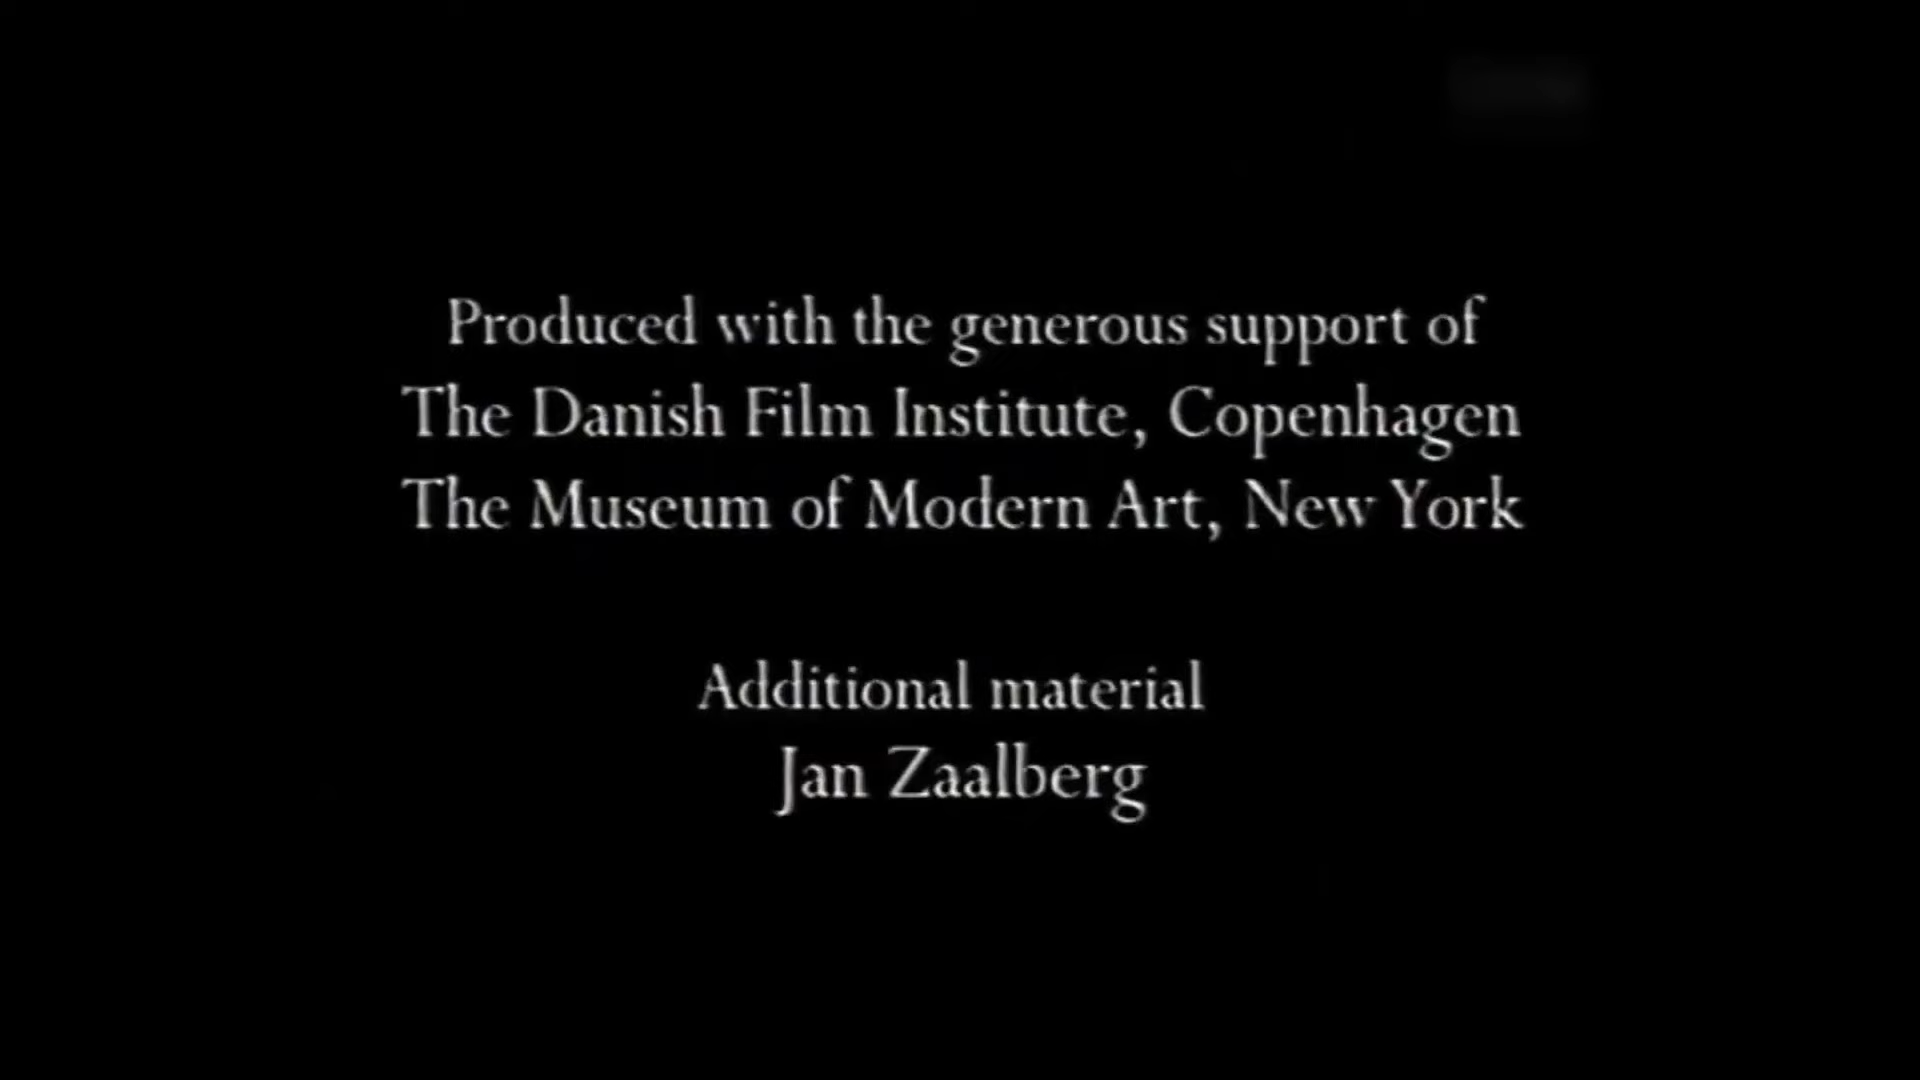 Produced with the generous support of
The Danish Film Institute, Copenhagen
The Museum of Modern Art, New York
Additional material
Jan Zaalberg